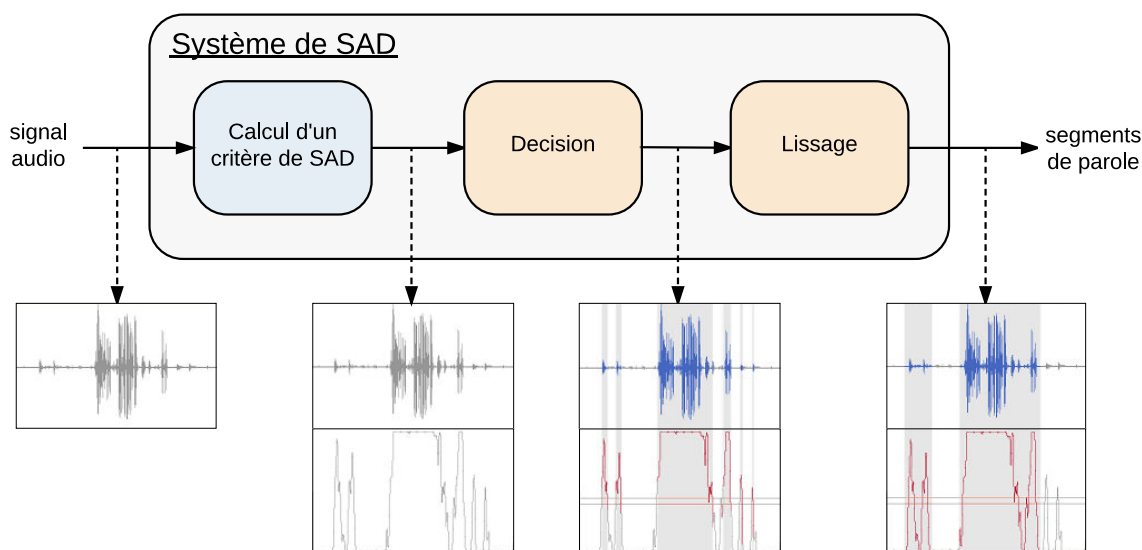 Système de SAD
signal
audio
Calcul d'un
critère de SAD
Decision
Lissage
segments
de parole